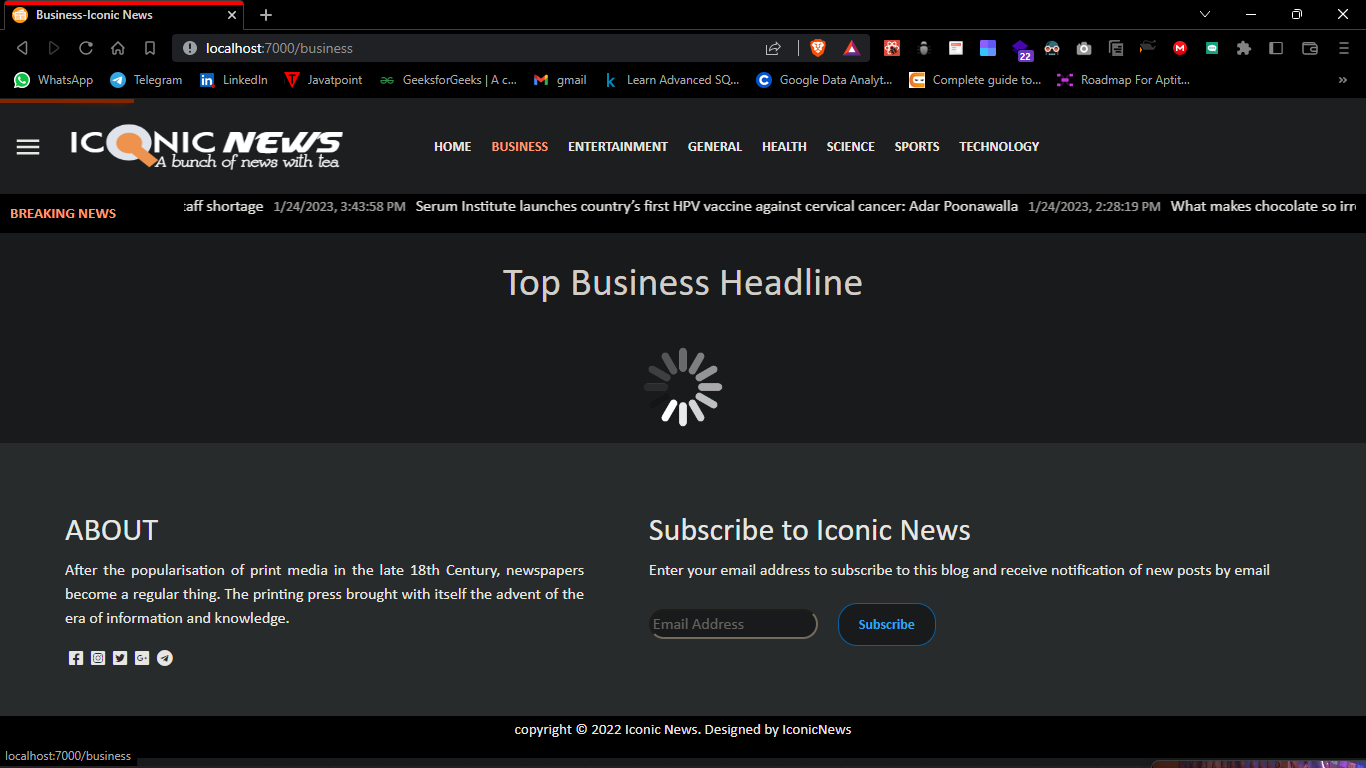 Business-Iconic News
localhost:7000/business
22
WhatsApp Telegram LinkedIn Javatpoint GeeksforGeeks | A c... gmail Learn Advanced SQ... Google Data Analyt... Complete guide to... Roadmap For Aptit...
ICONIC NEWS
A bunch of news with tea
HOME BUSINESS ENTERTAINMENT GENERAL HEALTH SCIENCE SPORTS TECHNOLOGY
BREAKING NEWS
taff shortage 1/24/2023, 3:43:58 PM Serum Institute launches country’s first HPV vaccine against cervical cancer: Adar Poonawalla 1/24/2023, 2:28:19 PM What makes chocolate so irre
Top Business Headline
ABOUT
After the popularisation of print media in the late 18th Century, newspapers
become a regular thing. The printing press brought with itself the advent of the
era of information and knowledge.
Subscribe to Iconic News
Enter your email address to subscribe to this blog and receive notification of new posts by email
Email Address
Subscribe
copyright © 2022 Iconic News. Designed by IconicNews
localhost:7000/business